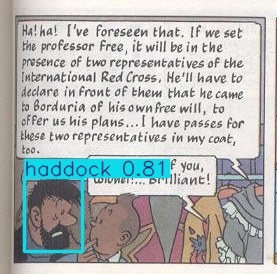 Ha! ha! I've foreseen that. If we set
the professor free, it will be in the
presence of two representatives of the
International Red Cross. He'll have to
declare in front of them that he came
to Borduria of his own free will, to
offer us his plans... I have passes for
these two representatives in my coat,
too.
haddock 0.81
f you,
Colonel!... Brilliant!